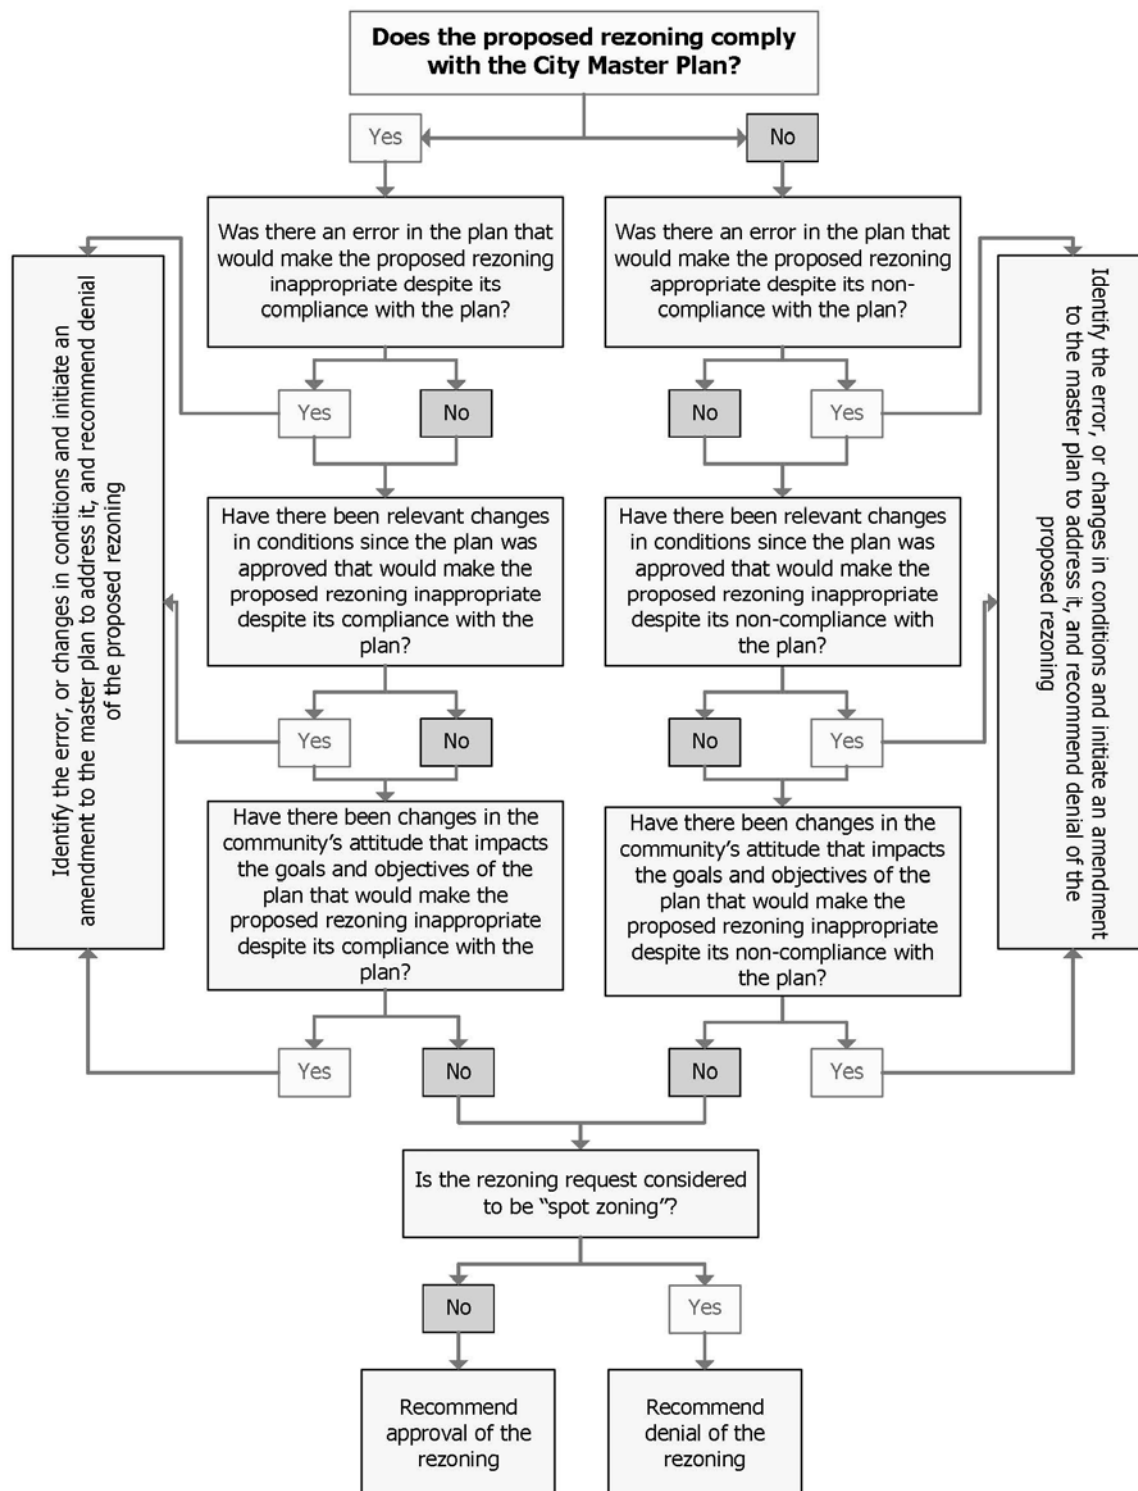 Does the proposed rezoning comply
with the City Master Plan?
Yes
No
Was there an error in the plan that
would make the proposed rezoning
inappropriate despite its
compliance with the plan?
Was there an error in the plan that
would make the proposed rezoning
appropriate despite its non-
compliance with the plan?
Yes
No
No
Yes
Identify the error, or changes in conditions and initiate an
amendment to the master plan to address it, and recommend denial
of the proposed rezoning
Identify the error, or changes in conditions and initiate an amendment
to the master plan to address it, and recommend denial of the
proposed rezoning
Have there been relevant changes
in conditions since the plan was
approved that would make the
proposed rezoning inappropriate
despite its compliance with the
plan?
Have there been relevant changes
in conditions since the plan was
approved that would make the
proposed rezoning inappropriate
despite its non-compliance with
the plan?
Yes
No
No
Yes
Have there been changes in the
community’s attitude that impacts
the goals and objectives of the
plan that would make the
proposed rezoning inappropriate
despite its compliance with the
plan?
Have there been changes in the
community’s attitude that impacts
the goals and objectives of the
plan that would make the
proposed rezoning inappropriate
despite its non-compliance with
the plan?
Yes
No
No
Yes
Is the rezoning request considered
to be “spot zoning”?
No
Yes
Recommend
approval of the
rezoning
Recommend
denial of the
rezoning